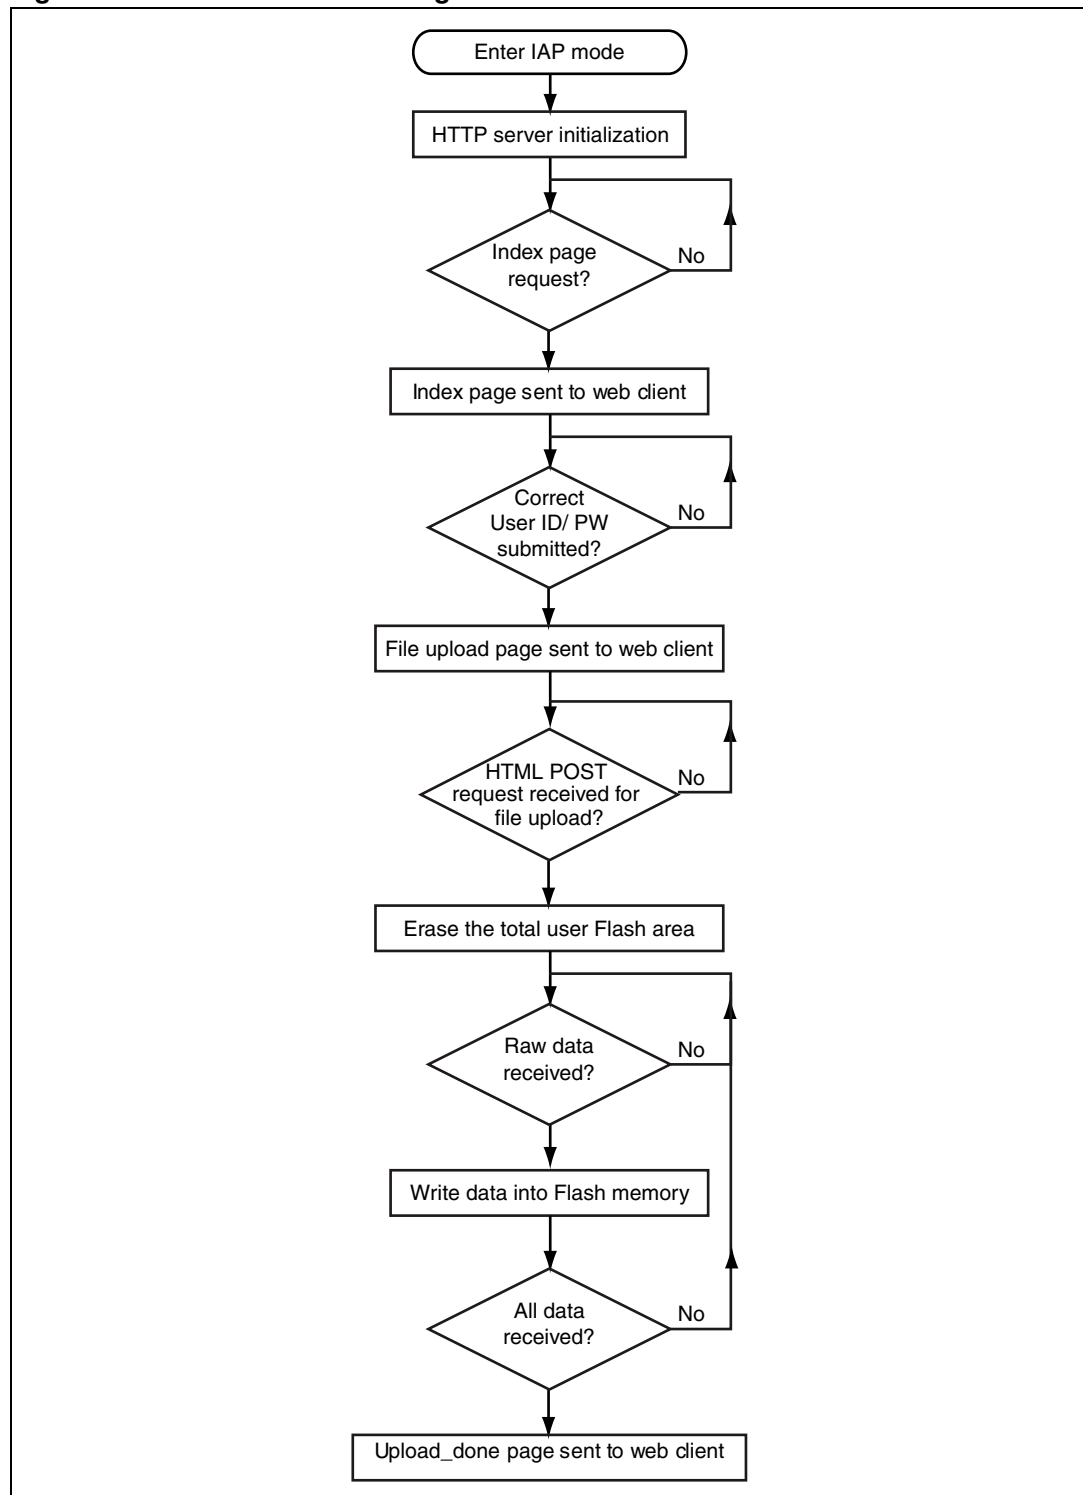 Enter IAP mode
HTTP server initialization
Index page
request?
No
Index page sent to web client
Correct
User ID/ PW
submitted?
No
File upload page sent to web client
HTML POST
request received for
file upload?
No
Erase the total user Flash area
Raw data
received?
No
Write data into Flash memory
All data
received?
No
Upload_done page sent to web client